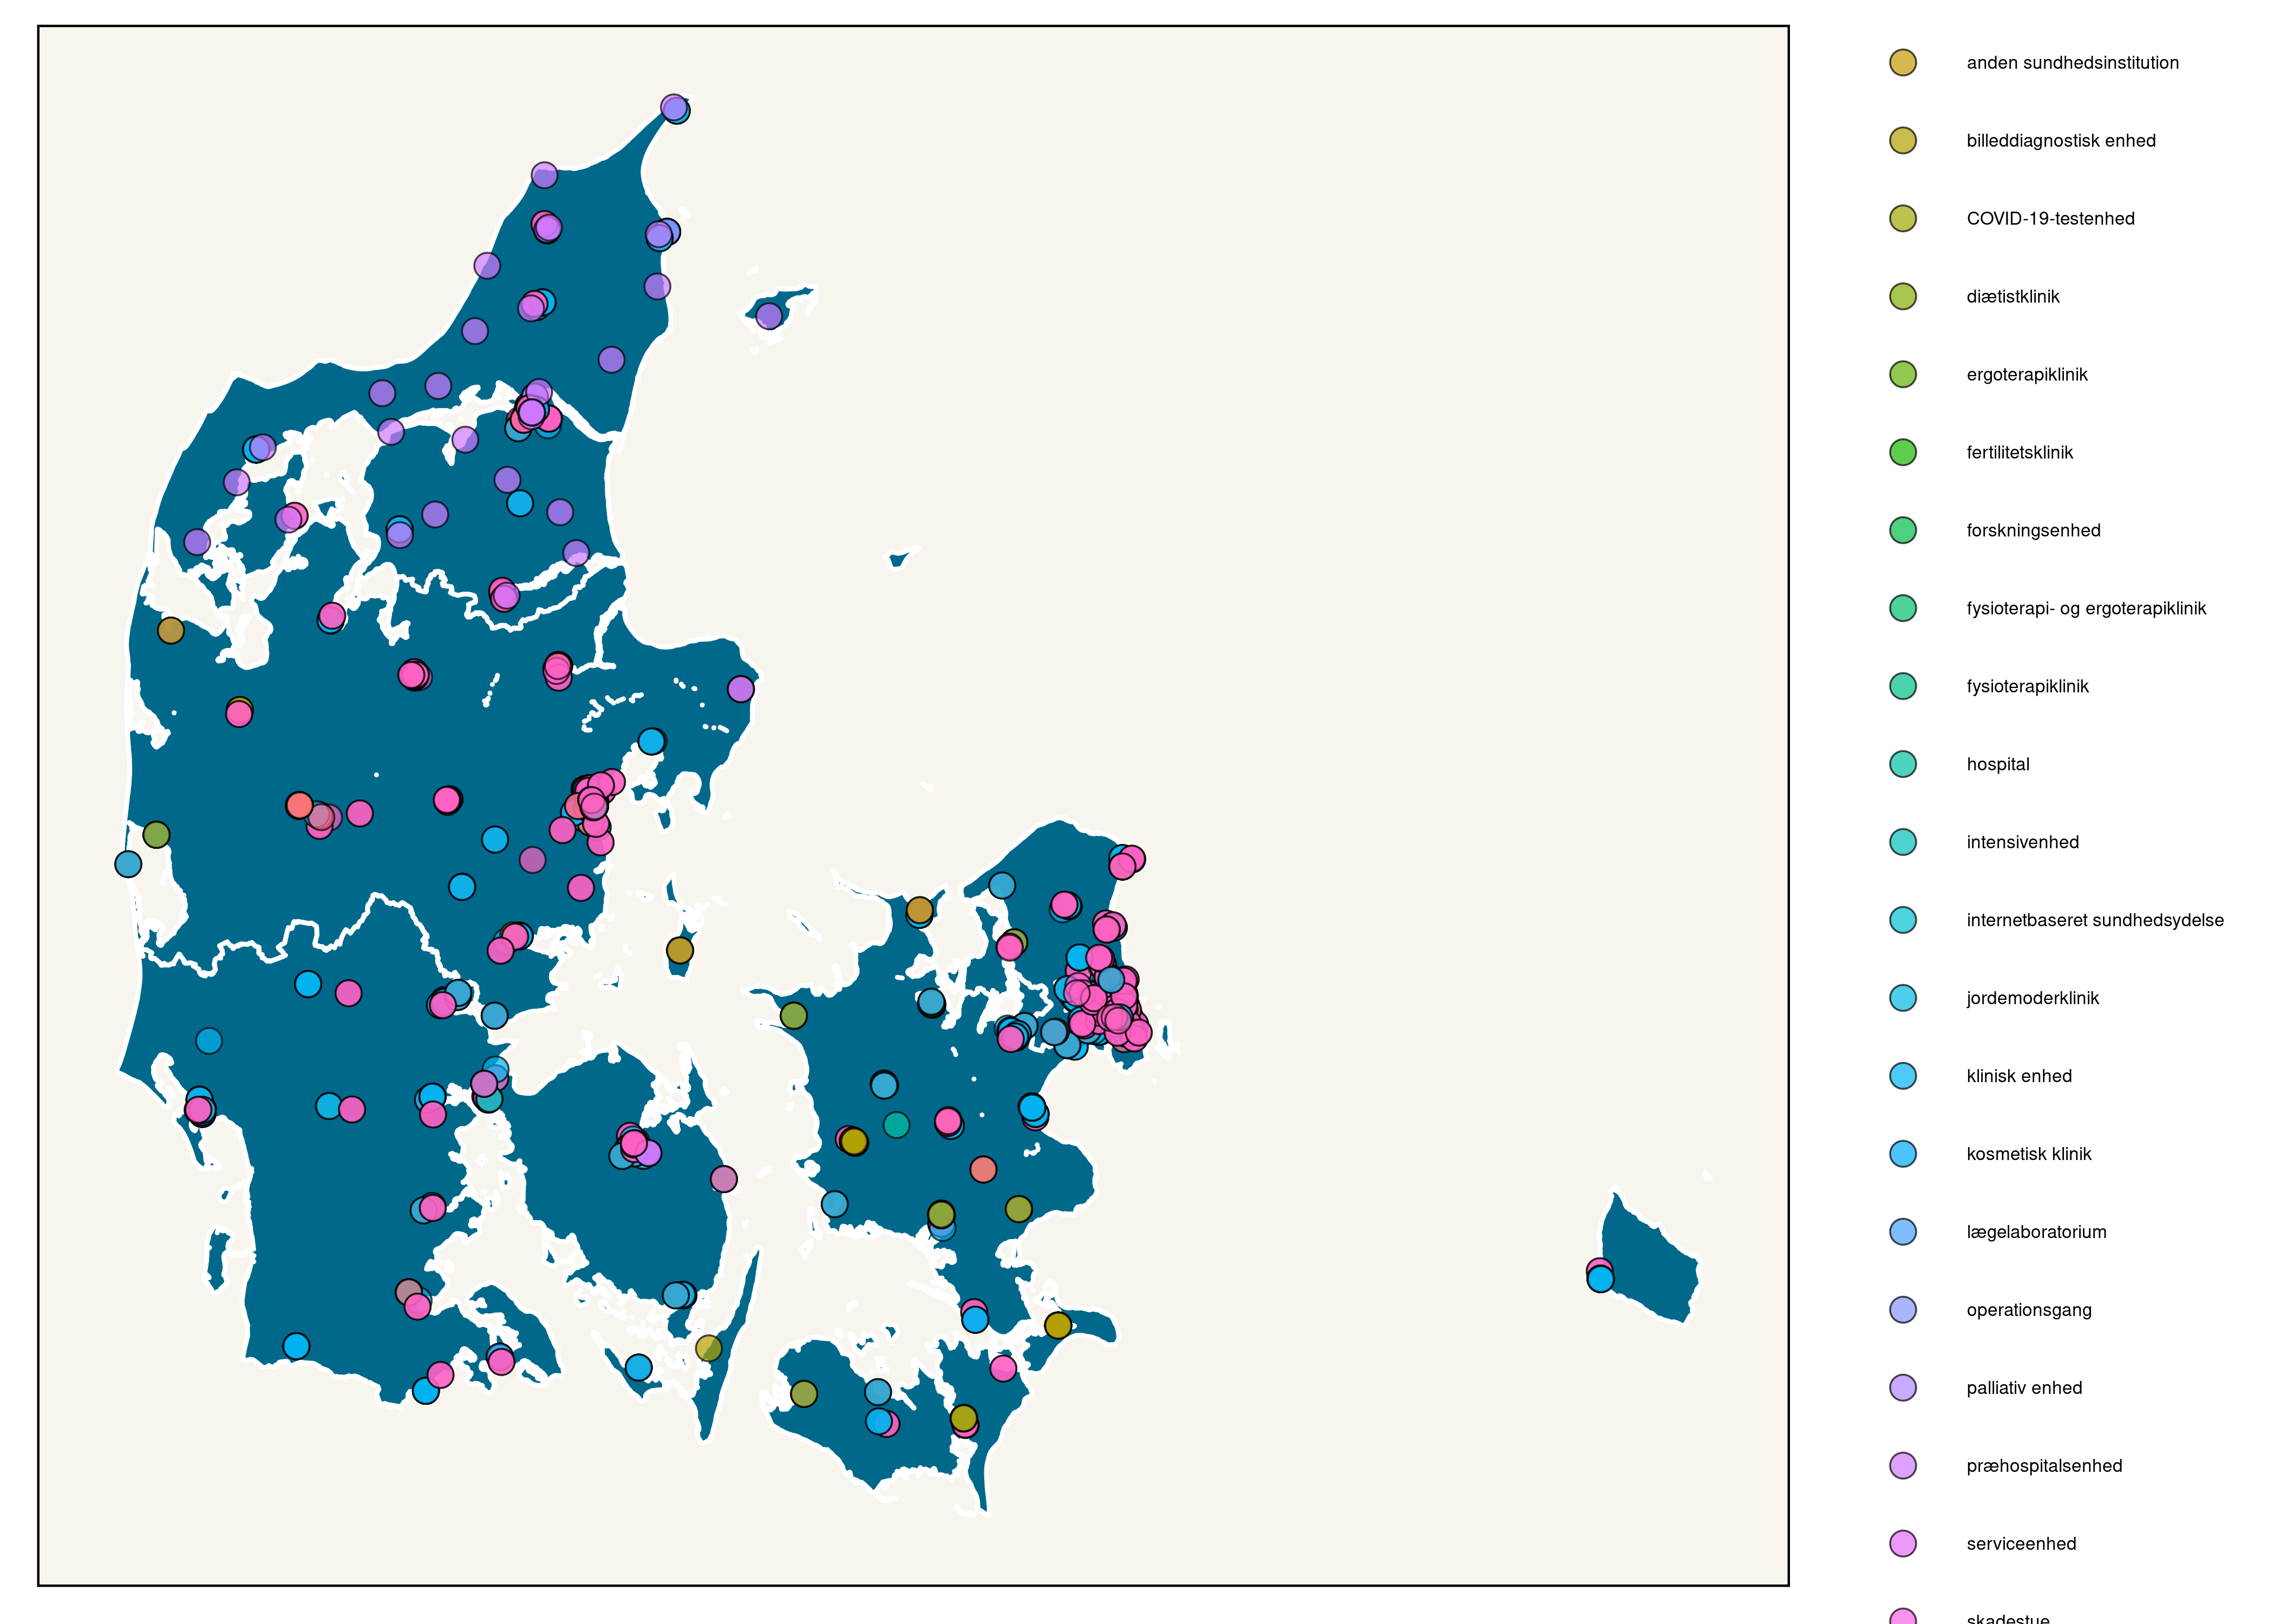 anden sundhedsinstitution
billeddiagnostisk enhed
COVID-19-testenhed
diætistklinik
ergoterapiklinik
fertilitetsklinik
forskningsenhed
fysioterapi- og ergoterapiklinik
fysioterapiklinik
hospital
intensivenhed
internetbaseret sundhedsydelse
jordemoderklinik
klinisk enhed
kosmetisk klinik
lægelaboratorium
operationsgang
palliativ enhed
præhospitalsenhed
serviceenhed
skadestue